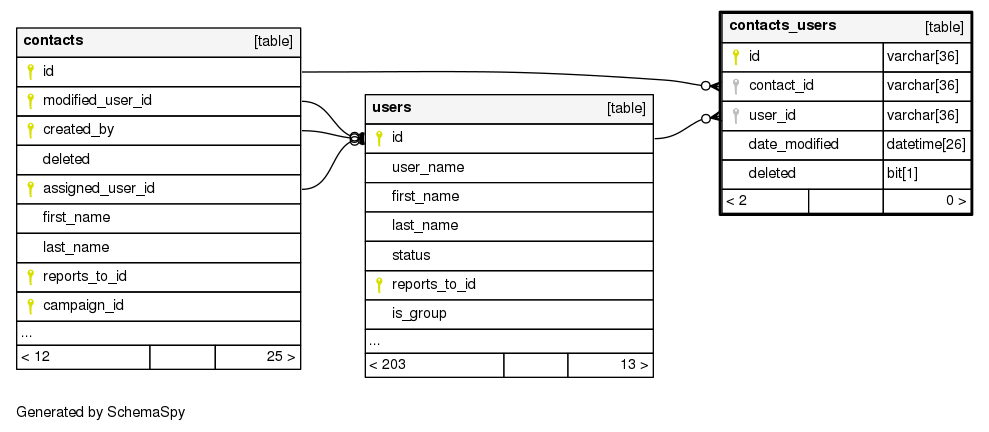 contacts [table]
id
modified_user_id
created_by
deleted
assigned_user_id
first_name
last_name
reports_to_id
campaign_id
...
< 12 25 >
users [table]
id
user_name
first_name
last_name
status
reports_to_id
is_group
...
< 203 13 >
contacts_users [table]
id varchar[36]
contact_id varchar[36]
user_id varchar[36]
date_modified datetime[26]
deleted bit[1]
< 2 0 >
Generated by SchemaSpy